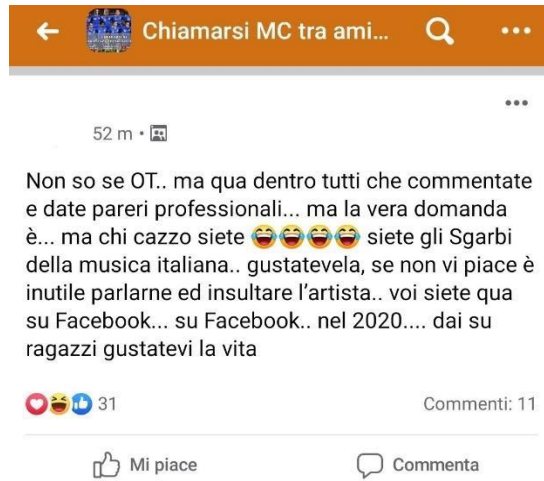 Chiamarsi MC tra ami...
52 m
Non so se OT.. ma qua dentro tutti che commentate
e date pareri professionali... ma la vera domanda
è... ma chi cazzo siete 😂😂😂😂 siete gli Sgarbi
della musica italiana.. gustatevela, se non vi piace è
inutile parlarne ed insultare l'artista.. voi siete qua
su Facebook... su Facebook.. nel 2020.... dai su
ragazzi gustatevi la vita
31 Commenti: 11
Mi piace Commenta